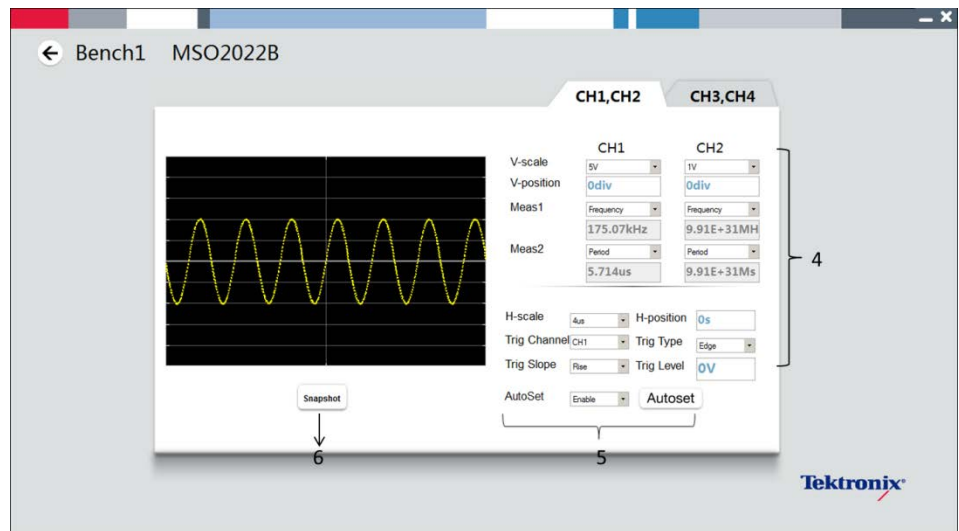 Bench1 MSO2022B
CH1,CH2 CH3,CH4
CH1 CH2
V-scale 5V 1V
V-position 0div 0div
Meas1 Frequency Frequency
175.07kHz 9.91E+31MH
Meas2 Period Period
5.714us 9.91E+31Ms
4
H-scale 4us H-position 0s
Trig Channel CH1 Trig Type Edge
Trig Slope Rise Trig Level 0V
AutoSet Enable Autoset
Snapshot
6
5
Tektronix